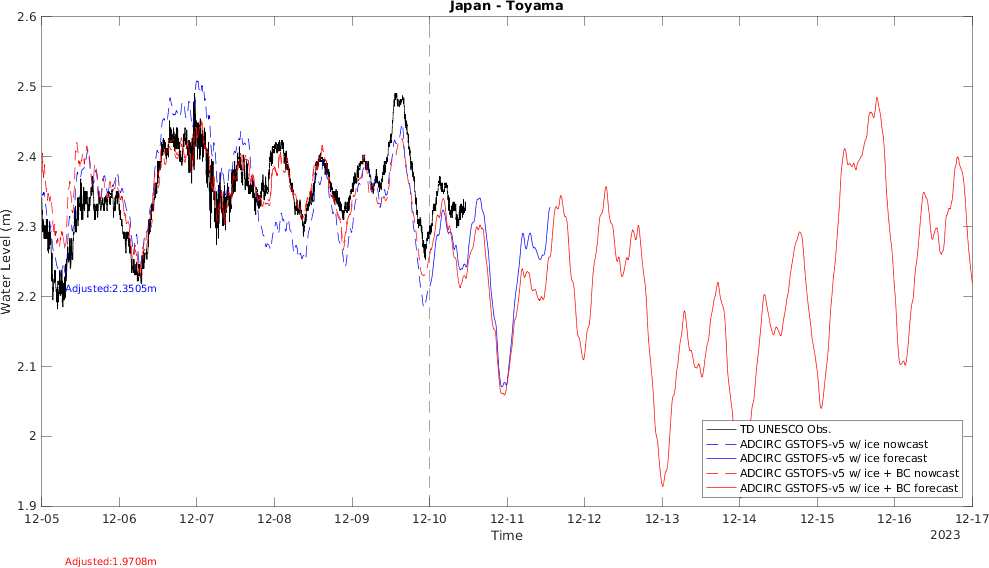 Japan - Toyama
2.6
2.5
2.4
2.3
2.2
2.1
2
1.9
Water Level (m)
Adjusted:2.3505m
TD UNESCO Obs.
ADCIRC GSTOFS-v5 w/ ice nowcast
ADCIRC GSTOFS-v5 w/ ice forecast
ADCIRC GSTOFS-v5 w/ ice + BC nowcast
ADCIRC GSTOFS-v5 w/ ice + BC forecast
12-05 12-06 12-07 12-08 12-09 12-10 12-11 12-12 12-13 12-14 12-15 12-16 12-17
Time
2023
Adjusted:1.9708m